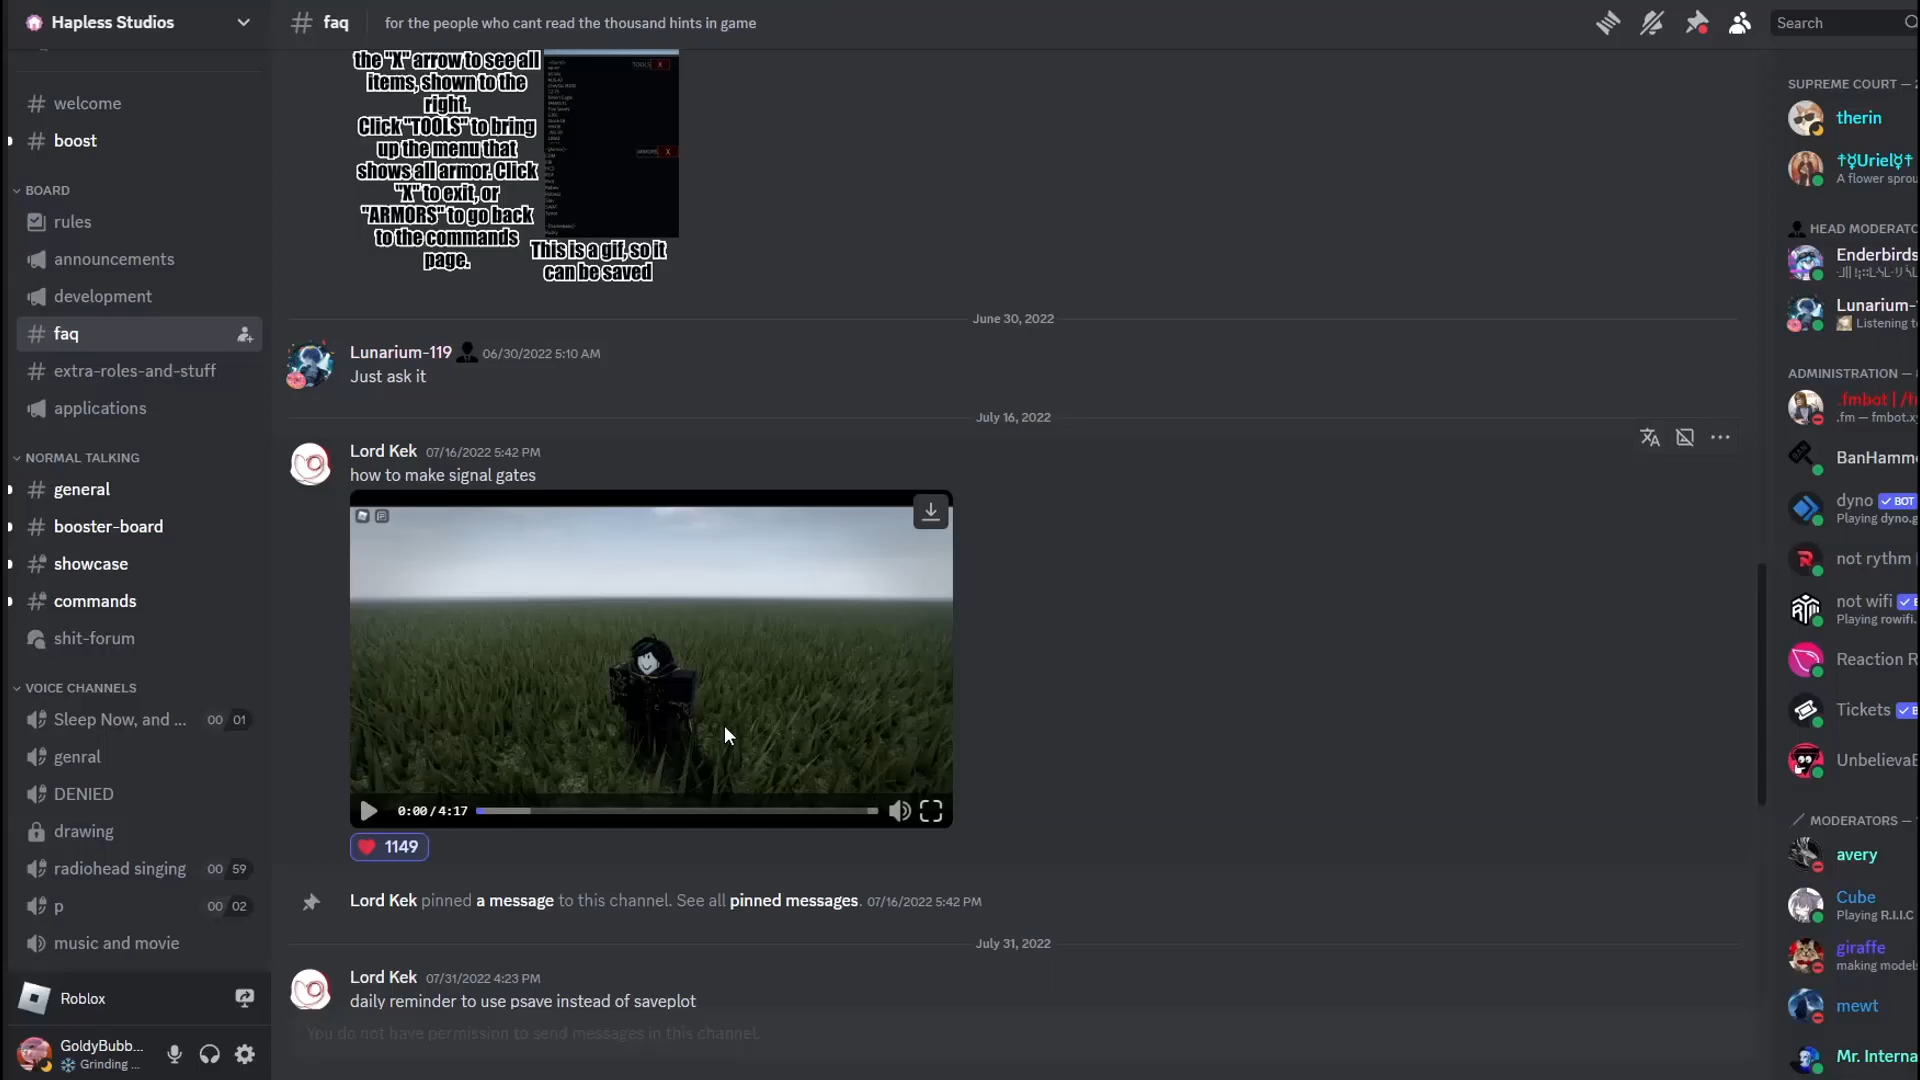 Hapless Studios
faq
for the people who cant read the thousand hints in game
Search
welcome
boost
BOARD
rules
announcements
development
faq
extra-roles-and-stuff
applications
NORMAL TALKING
general
booster-board
showcase
commands
shit-forum
VOICE CHANNELS
Sleep Now, and ... 00 01
genral
DENIED
drawing
radiohead singing 00 59
p 00 02
music and movie
Roblox
GoldyBubb...
Grinding ...
the "X" arrow to see all
items, shown to the
right.
Click "TOOLS" to bring
up the menu that
shows all armor. Click
"X" to exit, or
"ARMORS" to go back
to the commands
page.
TOOLS X
ARMORS X
This is a gif, so it
can be saved
June 30, 2022
Lunarium-119 06/30/2022 5:10 AM
Just ask it
July 16, 2022
Lord Kek 07/16/2022 5:42 PM
how to make signal gates
0:00/4:17
1149
Lord Kek pinned a message to this channel. See all pinned messages. 07/16/2022 5:42 PM
July 31, 2022
Lord Kek 07/31/2022 4:23 PM
daily reminder to use psave instead of saveplot
You do not have permission to send messages in this channel.
SUPREME COURT —
therin
†☿Uriel☿†
A flower sprou
HEAD MODERATO
Enderbirds
Lunarium-
Listening to
ADMINISTRATION —
.fmbot | /fm
.fm — fmbot.xy
BanHamme
dyno ✓ BOT
Playing dyno.g
not rythm
not wifi
Playing rowifi.
Reaction R
Tickets
UnbelievaB
MODERATORS —
avery
Cube
Playing R.I.I.C
giraffe
making models
mewt
Mr. Interna